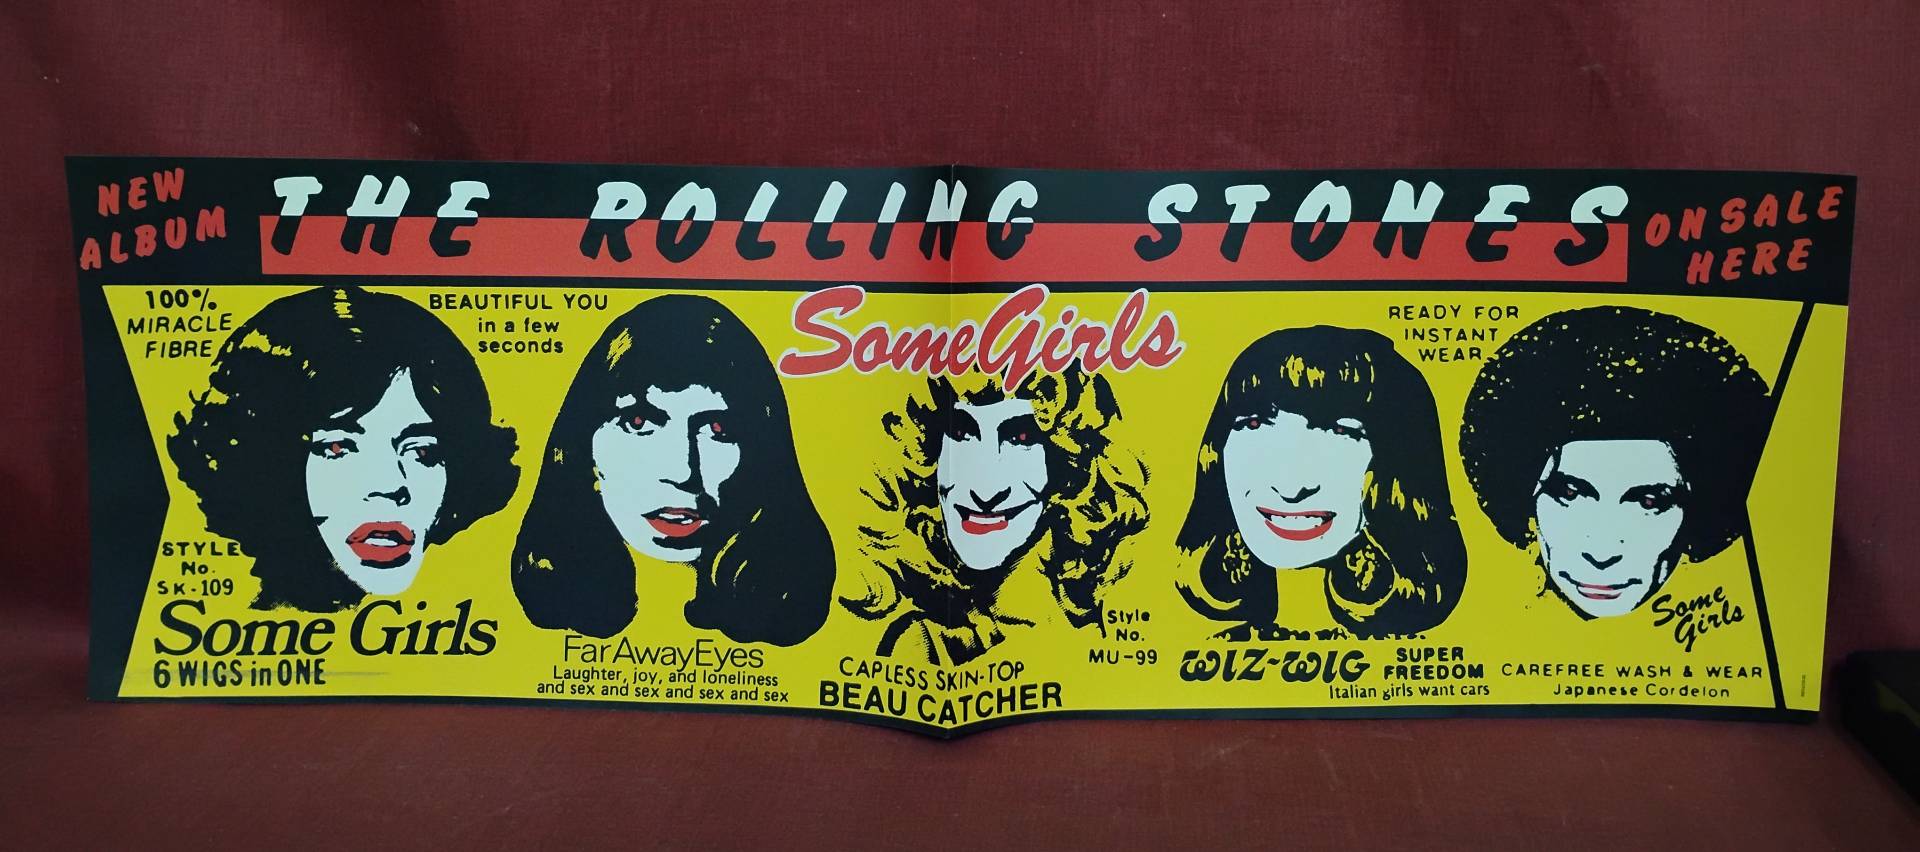 NEW
ALBUM
THE ROLLING STONES
ON SALE
HERE
100%
MIRACLE
FIBRE
BEAUTIFUL YOU
in a few
seconds
Some Girls
READY FOR
INSTANT
WEAR
STYLE
No.
SK-109
Some Girls
6 WIGS in ONE
Far Away Eyes
Laughter, joy, and loneliness
and sex and sex and sex and sex
CAPLESS SKIN-TOP
BEAU CATCHER
Style
No.
MU-99
WIZ-WIG
SUPER
FREEDOM
Italian girls want cars
Some
Girls
CAREFREE WASH & WEAR
Japanese Cordelon